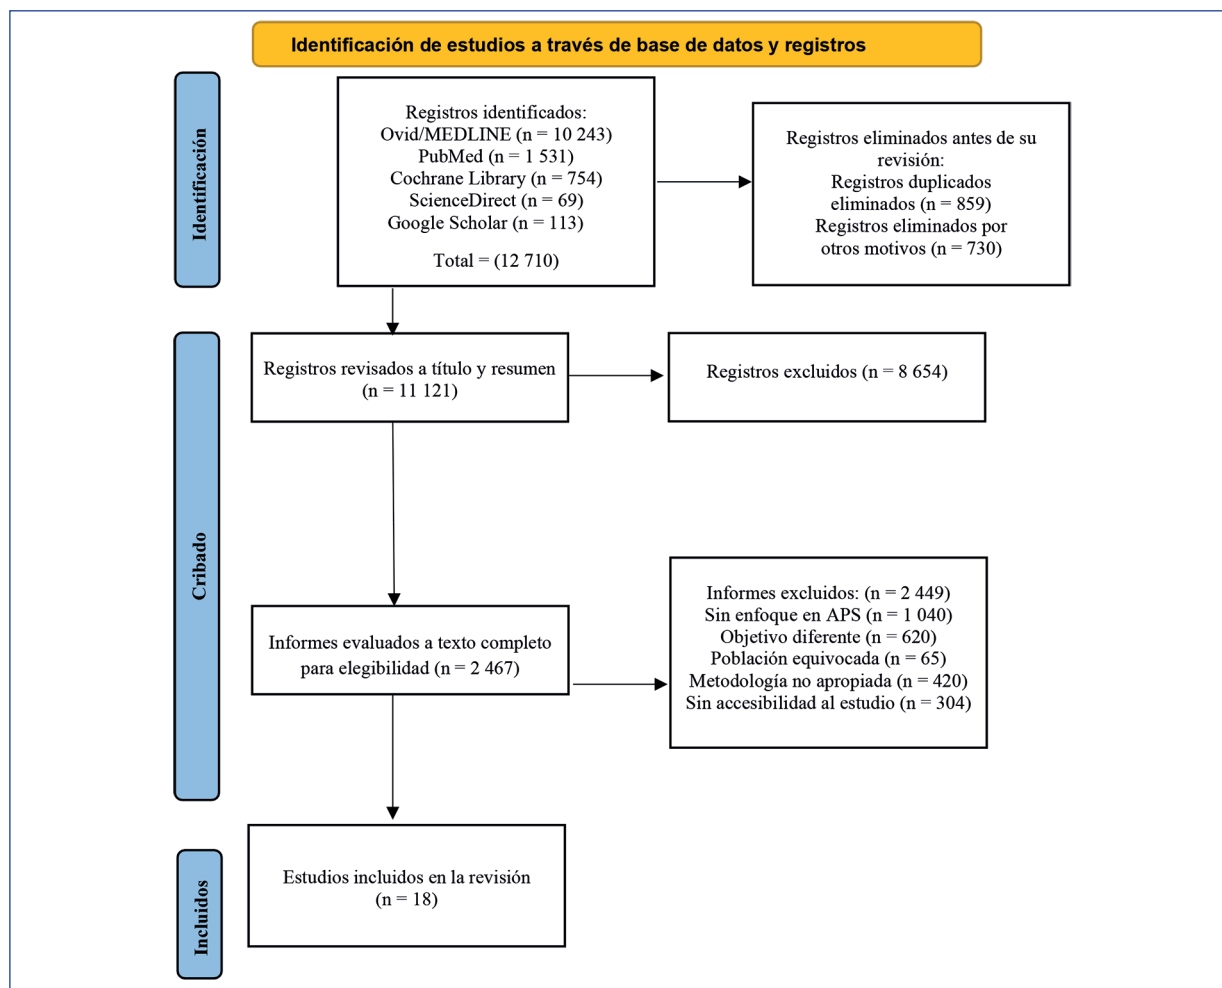 Identificación de estudios a través de base de datos y registros
Identificación
Registros identificados:
Ovid/MEDLINE (n = 10 243)
PubMed (n = 1 531)
Cochrane Library (n = 754)
ScienceDirect (n = 69)
Google Scholar (n = 113)
Total = (12 710)
Registros eliminados antes de su
revisión:
Registros duplicados
eliminados (n = 859)
Registros eliminados por
otros motivos (n = 730)
Cribado
Registros revisados a título y resumen
(n = 11 121)
Registros excluidos (n = 8 654)
Informes evaluados a texto completo
para elegibilidad (n = 2 467)
Informes excluidos: (n = 2 449)
Sin enfoque en APS (n = 1 040)
Objetivo diferente (n = 620)
Población equivocada (n = 65)
Metodología no apropiada (n = 420)
Sin accesibilidad al estudio (n = 304)
Incluidos
Estudios incluidos en la revisión
(n = 18)